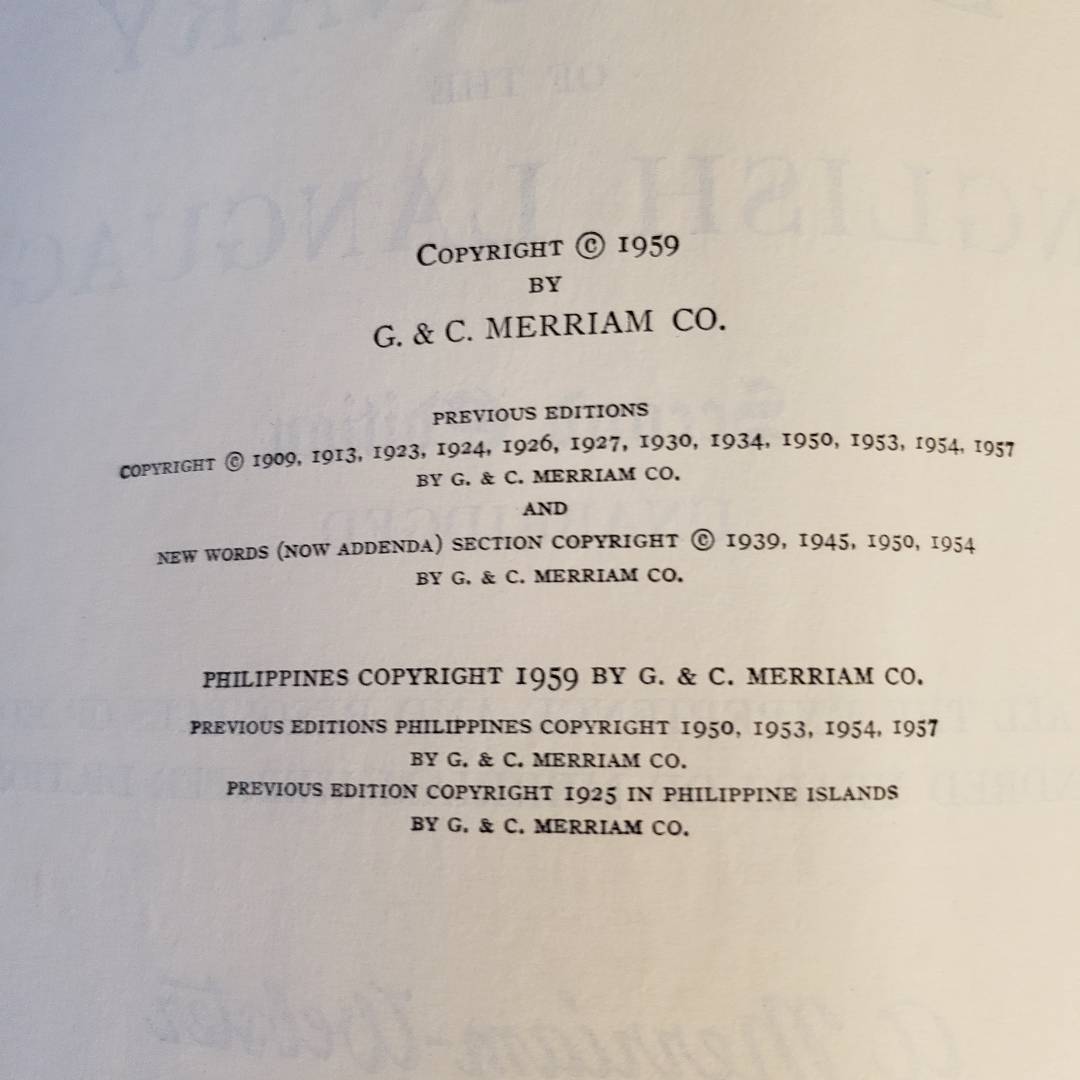 COPYRIGHT © 1959
BY
G. & C. MERRIAM CO.
PREVIOUS EDITIONS
COPYRIGHT © 1909, 1913, 1923, 1924, 1926, 1927, 1930, 1934, 1950, 1953, 1954, 1957
BY G. & C. MERRIAM CO.
AND
NEW WORDS (NOW ADDENDA) SECTION COPYRIGHT © 1939, 1945, 1950, 1954
BY G. & C. MERRIAM CO.
PHILIPPINES COPYRIGHT 1959 BY G. & C. MERRIAM CO.
PREVIOUS EDITIONS PHILIPPINES COPYRIGHT 1950, 1953, 1954, 1957
BY G. & C. MERRIAM CO.
PREVIOUS EDITION COPYRIGHT 1925 IN PHILIPPINE ISLANDS
BY G. & C. MERRIAM CO.